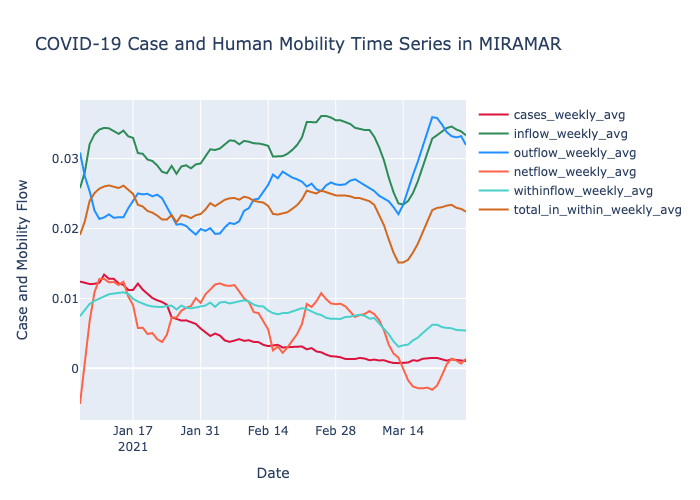 COVID-19 Case and Human Mobility Time Series in MIRAMAR
cases_weekly_avg
inflow_weekly_avg
outflow_weekly_avg
netflow_weekly_avg
withinflow_weekly_avg
total_in_within_weekly_avg
Case and Mobility Flow
0.03
0.02
0.01
0
Jan 17
2021
Jan 31
Feb 14
Feb 28
Mar 14
Date